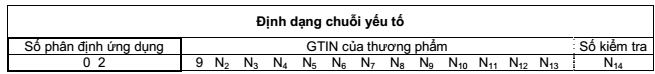 Định dạng chuỗi yếu tố
Số phân định ứng dụng GTIN của thương phẩm Số kiểm tra
0 2 9 N2 N3 N4 N5 N6 N7 N8 N9 N10 N11 N12 N13 N14